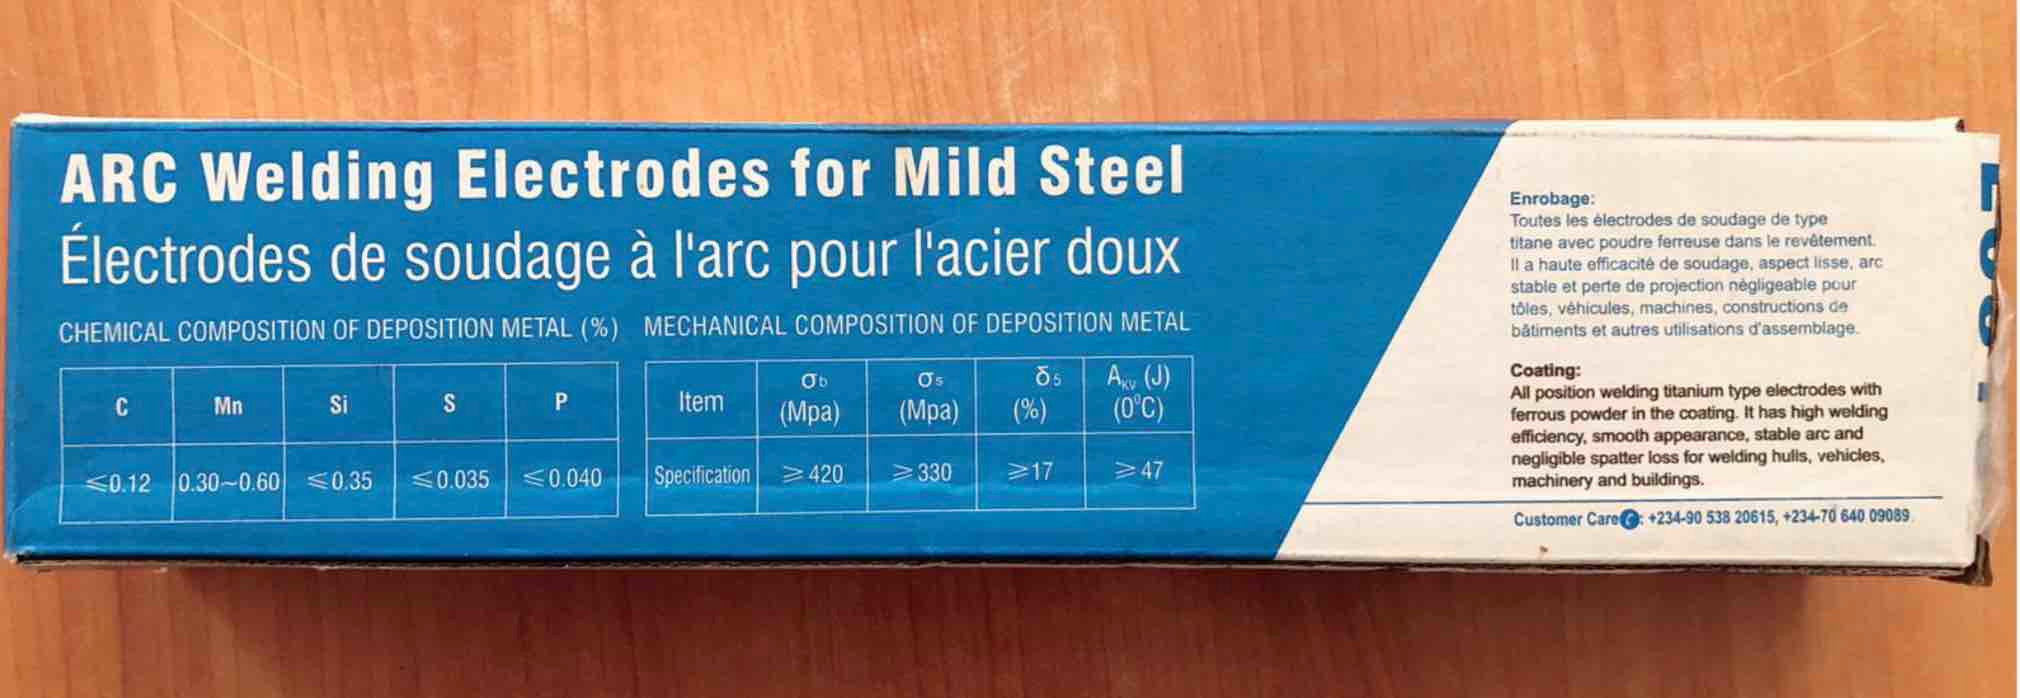 ARC Welding Electrodes for Mild Steel
Électrodes de soudage à l'arc pour l'acier doux
CHEMICAL COMPOSITION OF DEPOSITION METAL (%)
C Mn Si S P
≤0.12 0.30~0.60 ≤0.35 ≤0.035 ≤0.040
MECHANICAL COMPOSITION OF DEPOSITION METAL
Item σb (Mpa) σs (Mpa) δ5 (%) AKV (J) (0°C)
Specification ≥420 ≥330 ≥17 ≥47
Enrobage:
Toutes les électrodes de soudage de type
titane avec poudre ferreuse dans le revêtement.
Il a haute efficacité de soudage, aspect lisse, arc
stable et perte de projection négligeable pour
tôles, véhicules, machines, constructions de
bâtiments et autres utilisations d'assemblage.
Coating:
All position welding titanium type electrodes with
ferrous powder in the coating. It has high welding
efficiency, smooth appearance, stable arc and
negligible spatter loss for welding hulls, vehicles,
machinery and buildings.
Customer Care: +234-90 538 20615, +234-70 640 09089